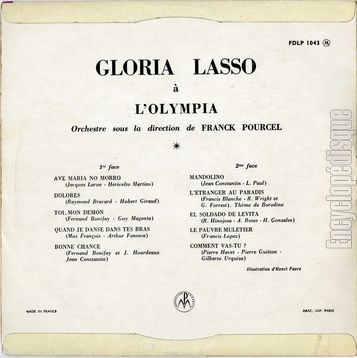 FDLP 1043
GLORIA LASSO
à
L'OLYMPIA
Orchestre sous la direction de FRANCK POURCEL
1re face
AVE MARIA NO MORRO
(Jacques Larue - Herivelto Martins)
DOLORES
(Raymond Bravard - Hubert Giraud)
TOI, MON DEMON
(Fernand Bonifay - Guy Magenta)
QUAND JE DANSE DANS TES BRAS
(Max François - Arthur Fonseca)
BONNE CHANCE
(Fernand Bonifay et J. Hourdeaux
Jean Constantin)
2me face
MANDOLINO
(Jean Constantin - L. Paul)
L'ETRANGER AU PARADIS
(Francis Blanche - R. Wright et
G. Forrest). Thème de Borodine
EL SOLDADO DE LEVITA
(R. Hinojosa - A. Roan - H. Gonzales)
LE PAUVRE MULETIER
(Francis Lopez)
COMMENT VAS-TU ?
(Pierre Havet - Pierre Guitton -
Gilberto Urquiza)
Illustration d'Henri Favre
MADE IN FRANCE
Encyclopédisque